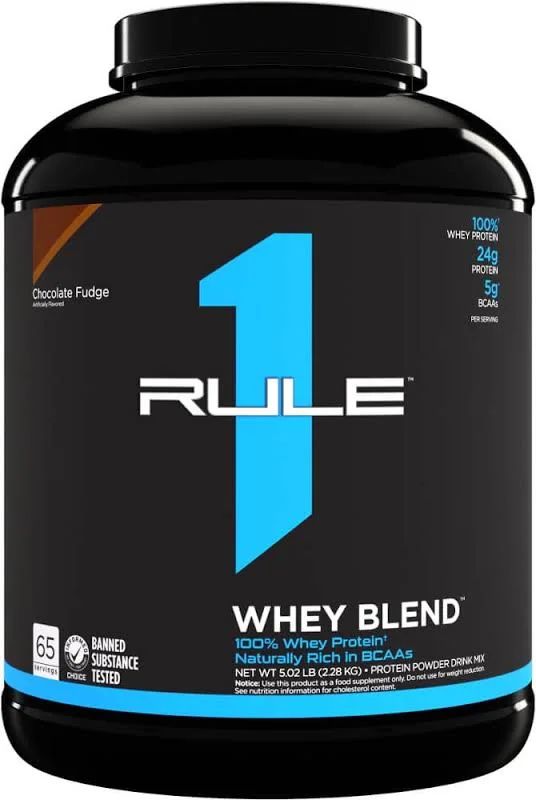 Chocolate Fudge
Artificially Flavored
100%†
WHEY PROTEIN
24g
PROTEIN
5g
BCAAs
PER SERVING
1
RULE™
WHEY BLEND™
100% Whey Protein†
Naturally Rich in BCAAs
NET WT 5.02 LB (2.28 KG) • PROTEIN POWDER DRINK MIX
Notice: Use this product as a food supplement only. Do not use for weight reduction.
See nutrition information for cholesterol content.
65
servings
INFORMED
CHOICE
BANNED
SUBSTANCE
TESTED